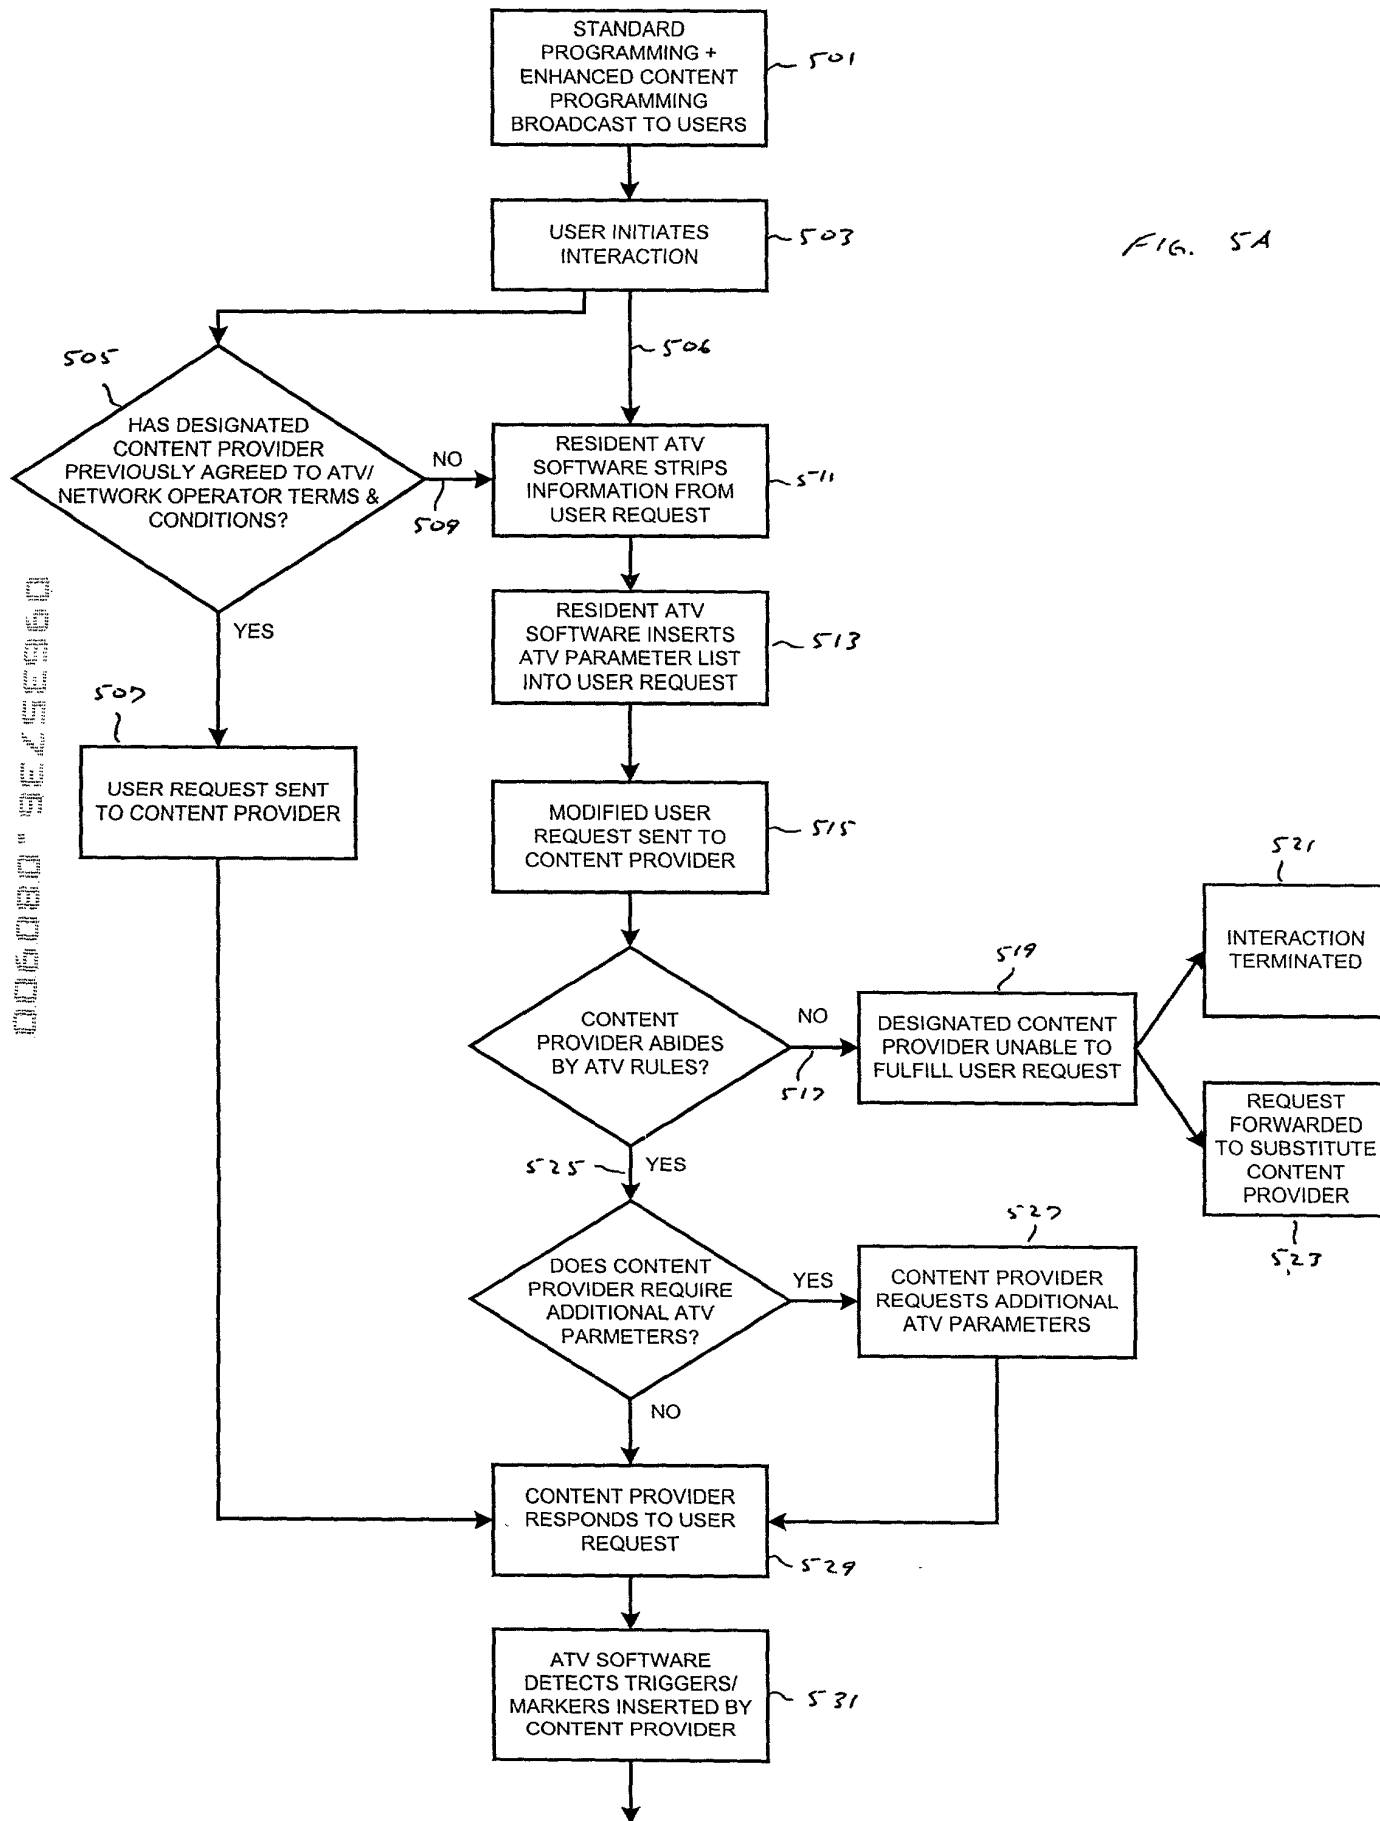 STANDARD
PROGRAMMING +
ENHANCED CONTENT
PROGRAMMING
BROADCAST TO USERS
501
USER INITIATES
INTERACTION
503
FIG. 5A
506
505
HAS DESIGNATED
CONTENT PROVIDER
PREVIOUSLY AGREED TO ATV/
NETWORK OPERATOR TERMS &
CONDITIONS?
NO
509
RESIDENT ATV
SOFTWARE STRIPS
INFORMATION FROM
USER REQUEST
511
YES
RESIDENT ATV
SOFTWARE INSERTS
ATV PARAMETER LIST
INTO USER REQUEST
513
507
USER REQUEST SENT
TO CONTENT PROVIDER
MODIFIED USER
REQUEST SENT TO
CONTENT PROVIDER
515
CONTENT
PROVIDER ABIDES
BY ATV RULES?
NO
517
519
DESIGNATED CONTENT
PROVIDER UNABLE TO
FULFILL USER REQUEST
521
INTERACTION
TERMINATED
REQUEST
FORWARDED
TO SUBSTITUTE
CONTENT
PROVIDER
523
525
YES
DOES CONTENT
PROVIDER REQUIRE
ADDITIONAL ATV
PARMETERS?
YES
527
CONTENT PROVIDER
REQUESTS ADDITIONAL
ATV PARAMETERS
NO
CONTENT PROVIDER
RESPONDS TO USER
REQUEST
529
ATV SOFTWARE
DETECTS TRIGGERS/
MARKERS INSERTED BY
CONTENT PROVIDER
531